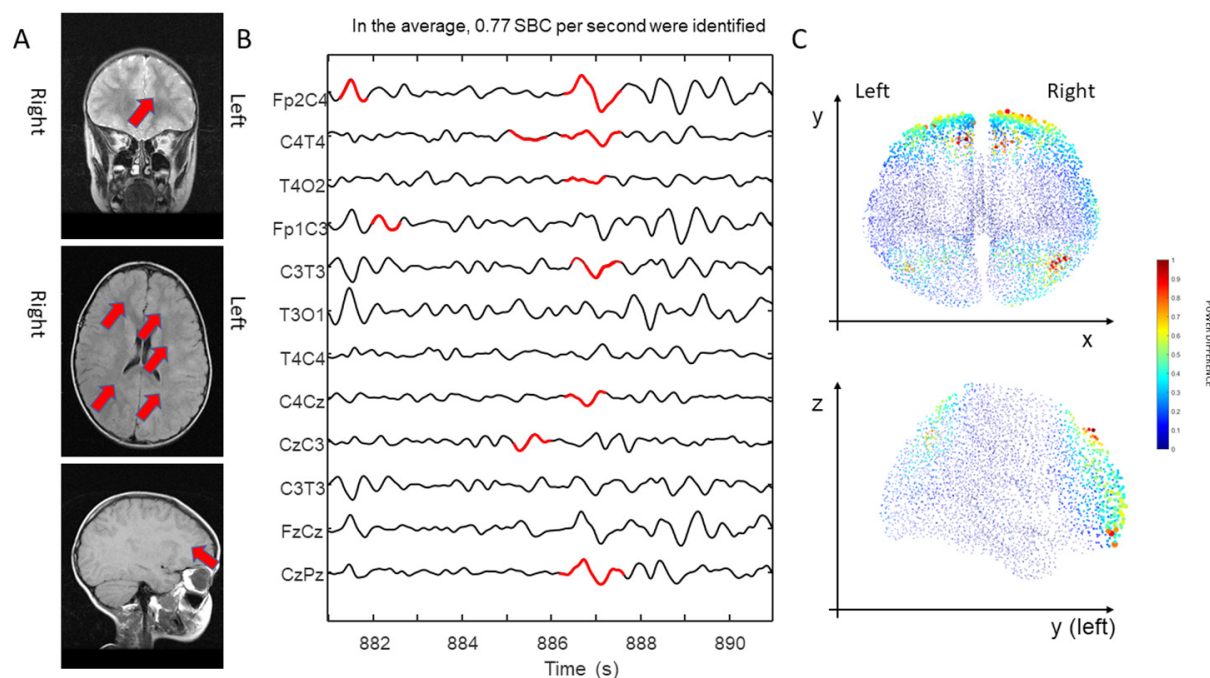 A
Right
Left
Right
Left
B
In the average, 0.77 SBC per second were identified
Fp2C4
C4T4
T4O2
Fp1C3
C3T3
T3O1
T4C4
C4Cz
CzC3
C3T3
FzCz
CzPz
882
884
886
888
890
Time (s)
C
Left
Right
y
x
z
y (left)
1
0.9
0.8
0.7
0.6
0.5
0.4
0.3
0.2
0.1
0
POWER DIFFERENCE